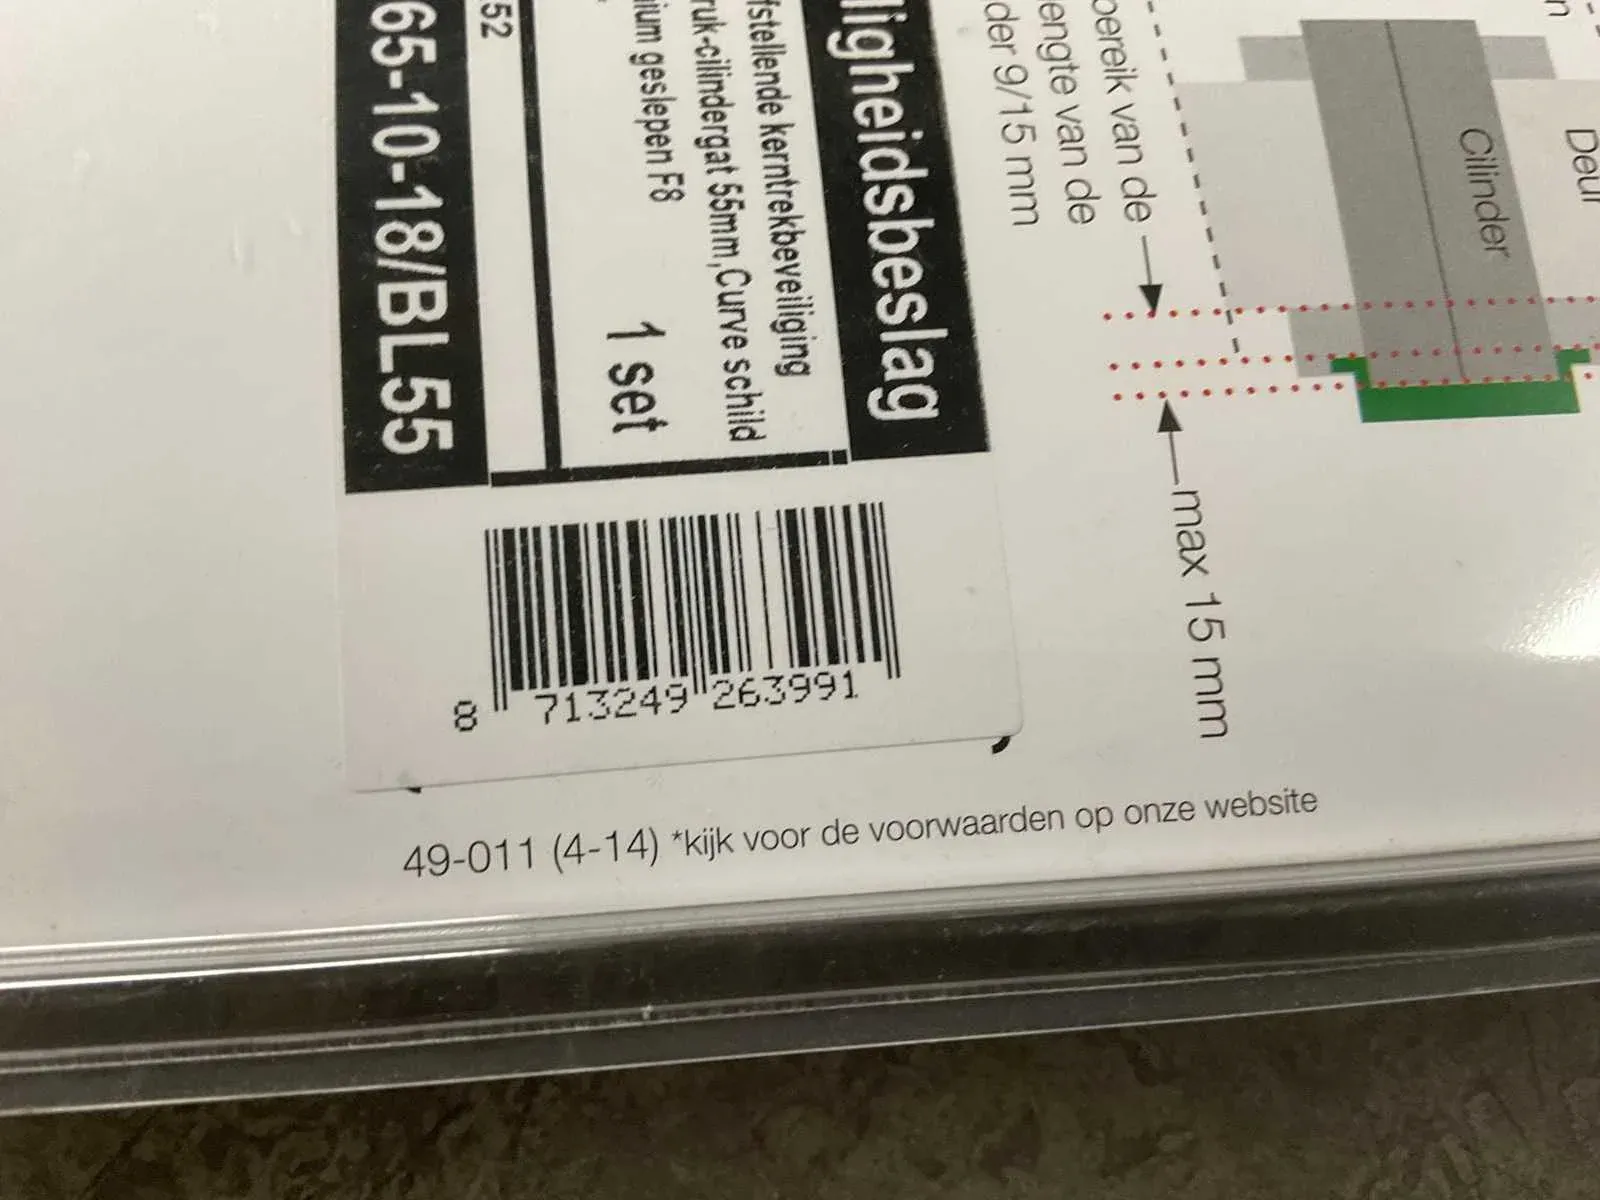 ligheidsbeslag
fstellende kerntrekbeveiliging
ruk-cilindergat 55mm,Curve schild
ium geslepen F8
1 set
52
65-10-18/BL55
8 713249 263991
bereik van de
engte van de
der 9/15 mm
Cilinder
Deur
max 15 mm
49-011 (4-14) *kijk voor de voorwaarden op onze website